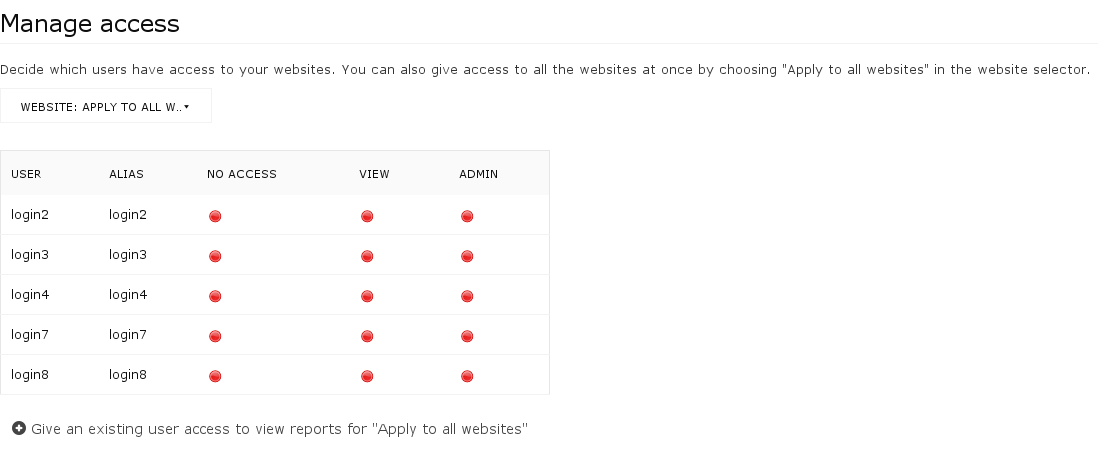 Manage access
Decide which users have access to your websites. You can also give access to all the websites at once by choosing "Apply to all websites" in the website selector.
WEBSITE: APPLY TO ALL W..
USER ALIAS NO ACCESS VIEW ADMIN
login2 login2
login3 login3
login4 login4
login7 login7
login8 login8
Give an existing user access to view reports for "Apply to all websites"